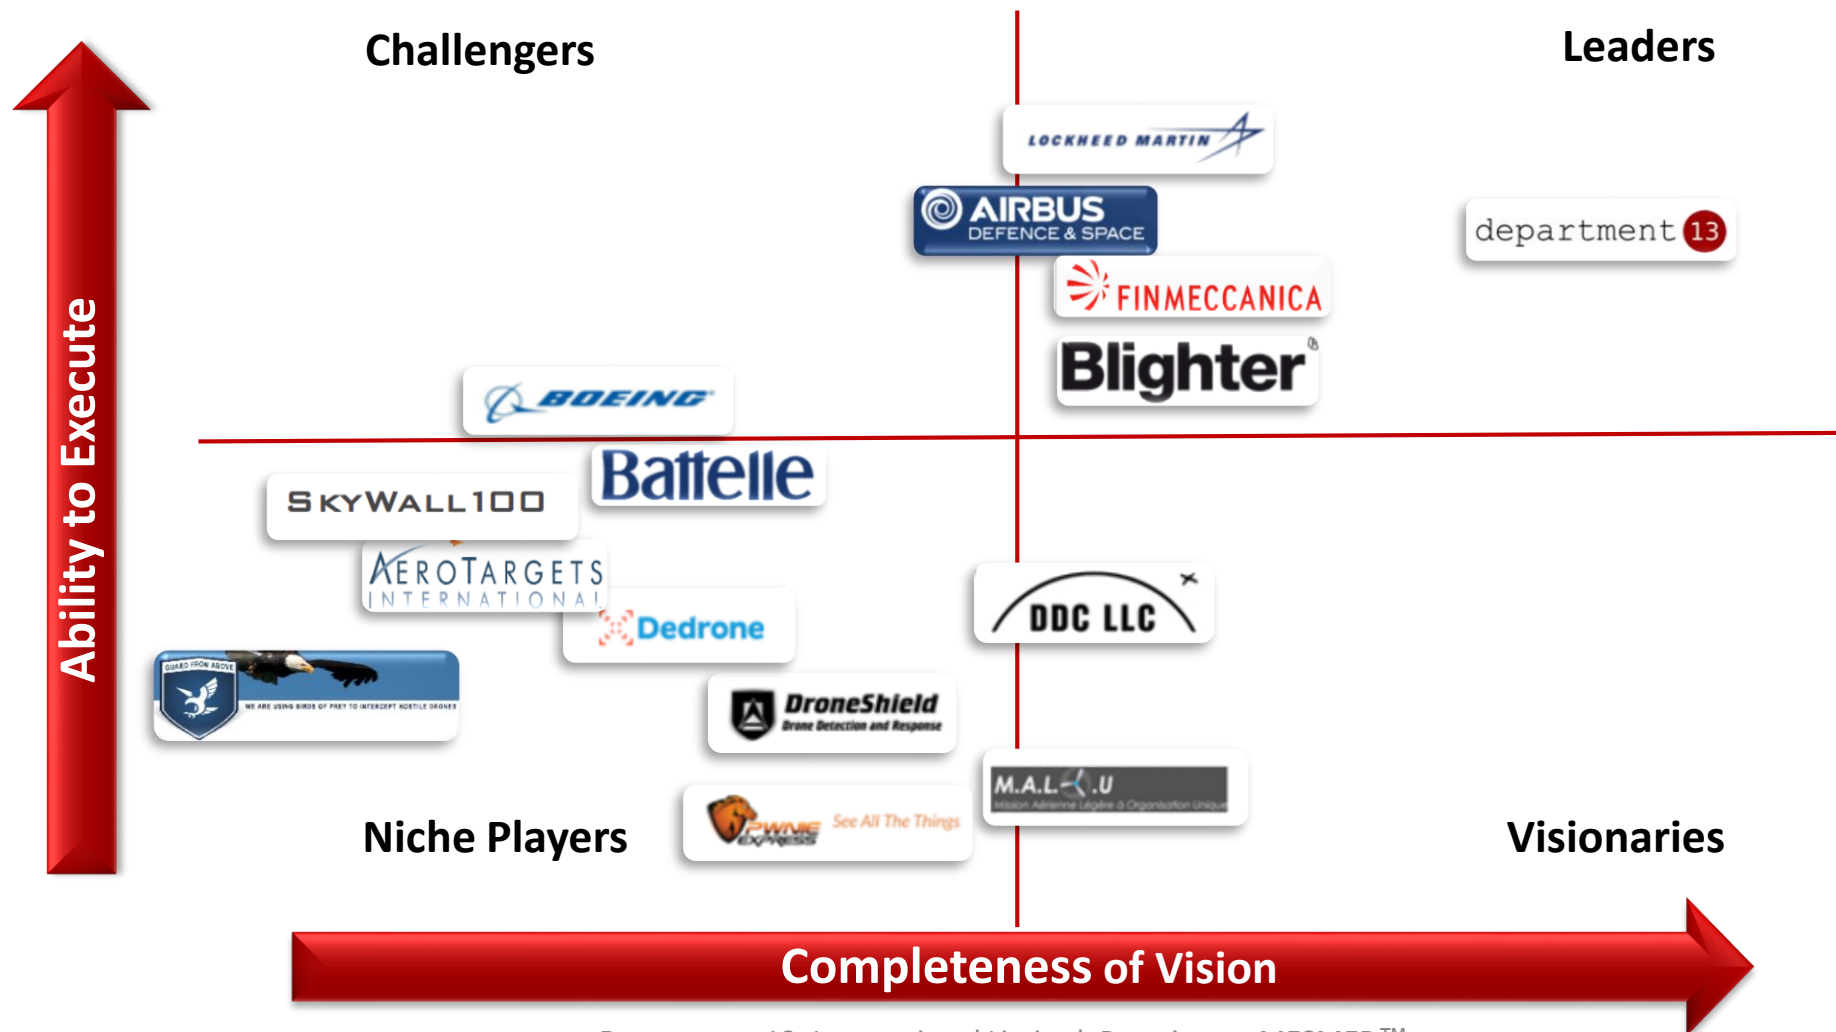 Challengers
Leaders
LOCKHEED MARTIN
AIRBUS
DEFENCE & SPACE
department 13
FINMECCANICA
Blighter
BOEING
Battelle
SKYWALL100
AEROTARGETS
INTERNATIONAL
DDC LLC
Dedrone
GUARD FROM ABOVE
WE ARE USING BIRDS OF PREY TO INTERCEPT HOSTILE DRONES
DroneShield
Drone Detection and Response
M.A.L.U
Mission Aérienne Légère à Organisation Unique
PWNIE
EXPRESS
See All The Things
Niche Players
Visionaries
Ability to Execute
Completeness of Vision